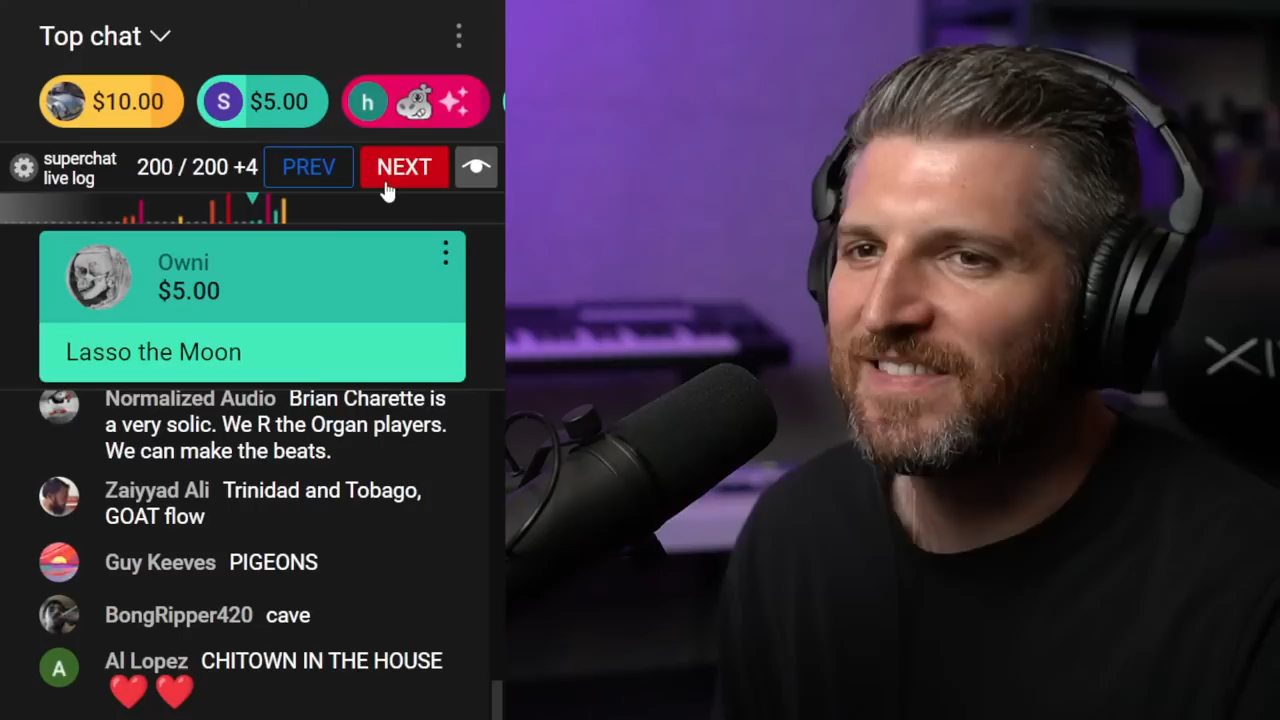 Top chat
$10.00
S $5.00
h
superchat
live log
200 / 200 +4
PREV
NEXT
Owni
$5.00
Lasso the Moon
Normalized Audio Brian Charette is
a very solic. We R the Organ players.
We can make the beats.
Zaiyyad Ali Trinidad and Tobago,
GOAT flow
Guy Keeves PIGEONS
BongRipper420 cave
A Al Lopez CHITOWN IN THE HOUSE
XI